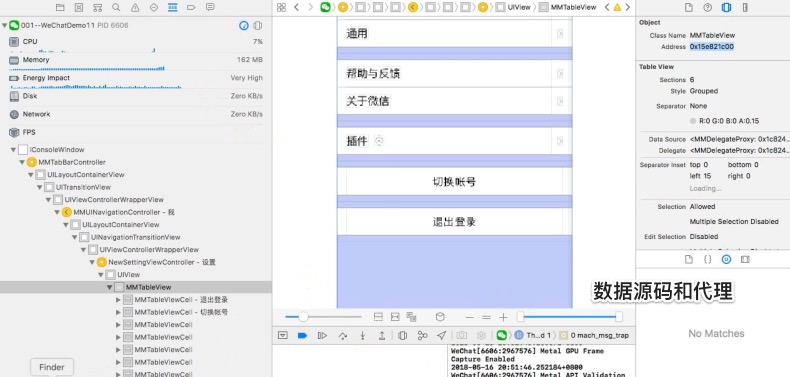 001--WeChatDemo11 PID 6606
CPU 7%
Memory 162 MB
Energy Impact Very High
Disk Zero KB/s
Network Zero KB/s
FPS
iConsoleWindow
MMTabBarController
UILayoutContainerView
UITransitionView
UIViewControllerWrapperView
MMUINavigationController - 我
UILayoutContainerView
UINavigationTransitionView
UIViewControllerWrapperView
NewSettingViewController - 设置
UIView
MMTableView
MMTableViewCell - 退出登录
MMTableViewCell - 切换帐号
MMTableViewCell
MMTableViewCell
MMTableViewCell
MMTableViewCell
MMTableViewCell
Finder
UIView
MMTableView
通用
帮助与反馈
关于微信
插件
切换帐号
退出登录
Th...d 1
0 mach_msg_trap
WeChat[6606:2967576] Metal GPU Frame
Capture Enabled
2018-05-16 20:51:46.252184+0800
WeChat[6606:2967576] Metal API Validation
Object
Class Name MMTableView
Address 0x15e821c00
Table View
Sections 6
Style Grouped
Separator None
R:0 G:0 B:0 A:0.15
Data Source <MMDelegateProxy: 0x1c824...
Delegate <MMDelegateProxy: 0x1c824...
Separator Inset top 0 bottom 0
left 15 right 0
Loading...
Selection Allowed
Multiple Selection Disabled
Edit Selection Disabled
数据源码和代理
No Matches